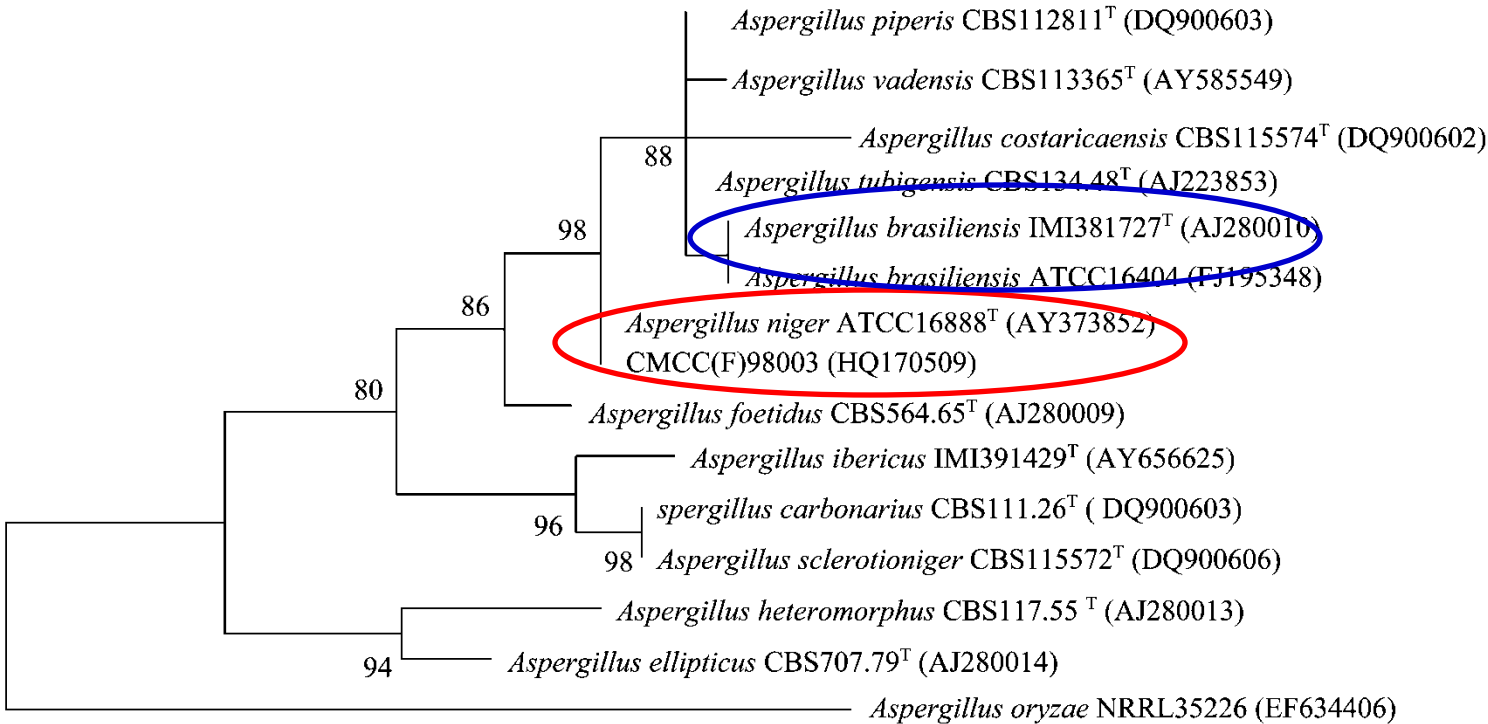 Aspergillus piperis CBS112811ᵀ (DQ900603)
Aspergillus vadensis CBS113365ᵀ (AY585549)
Aspergillus costaricaensis CBS115574ᵀ (DQ900602)
88
Aspergillus tubigensis CBS134.48ᵀ (AJ223853)
98
Aspergillus brasiliensis IMI381727ᵀ (AJ280010)
Aspergillus brasiliensis ATCC16404 (FJ195348)
86
Aspergillus niger ATCC16888ᵀ (AY373852)
CMCC(F)98003 (HQ170509)
80
Aspergillus foetidus CBS564.65ᵀ (AJ280009)
Aspergillus ibericus IMI391429ᵀ (AY656625)
spergillus carbonarius CBS111.26ᵀ ( DQ900603)
96
98
Aspergillus sclerotioniger CBS115572ᵀ (DQ900606)
Aspergillus heteromorphus CBS117.55 ᵀ (AJ280013)
94
Aspergillus ellipticus CBS707.79ᵀ (AJ280014)
Aspergillus oryzae NRRL35226 (EF634406)